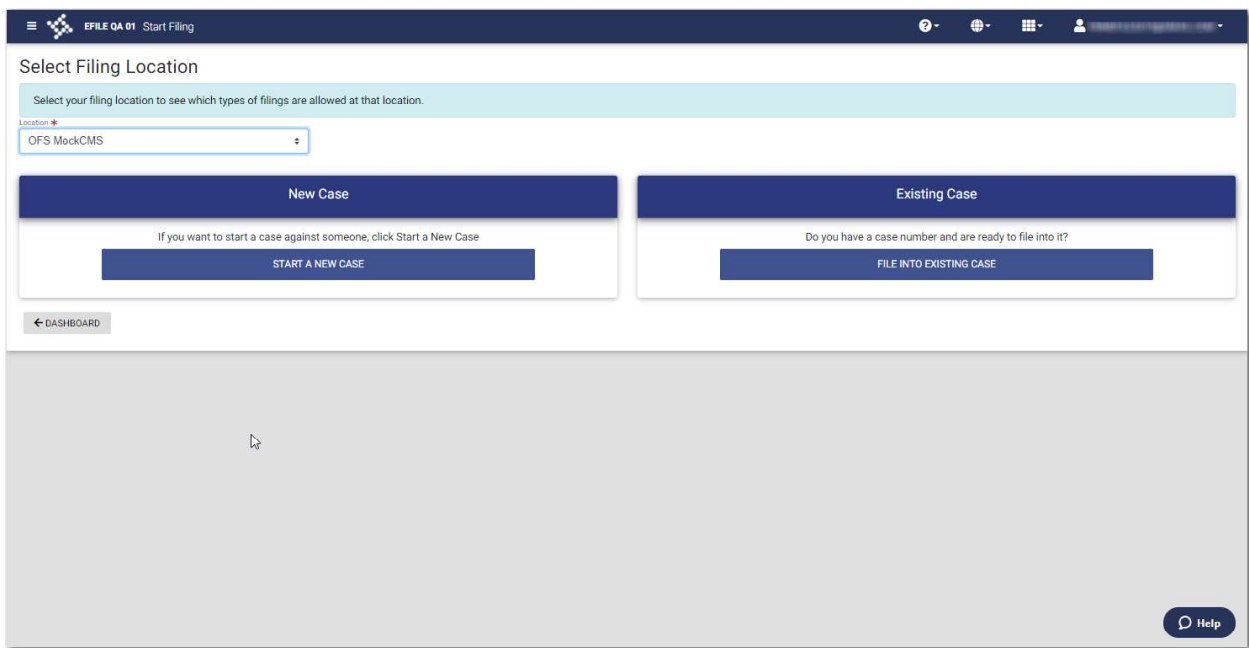 EFILE QA 01 Start Filing
Select Filing Location
Select your filing location to see which types of filings are allowed at that location.
Location *
OFS MockCMS
New Case
If you want to start a case against someone, click Start a New Case
START A NEW CASE
Existing Case
Do you have a case number and are ready to file into it?
FILE INTO EXISTING CASE
DASHBOARD
Help